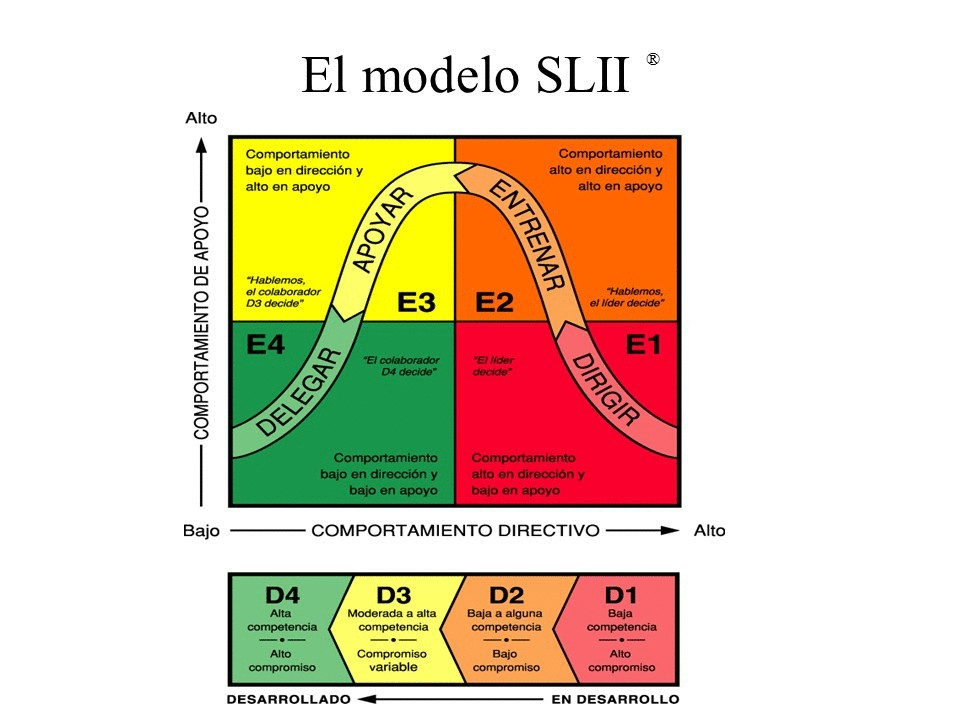 El modelo SLII ®
Alto
COMPORTAMIENTO DE APOYO
Comportamiento
bajo en dirección y
alto en apoyo
Comportamiento
alto en dirección y
alto en apoyo
APOYAR
ENTRENAR
"Hablemos,
el colaborador
D3 decide"
E3
E2
"Hablemos,
el líder decide"
E4
DELEGAR
"El colaborador
D4 decide"
"El líder
decide"
DIRIGIR
E1
Comportamiento
bajo en dirección y
bajo en apoyo
Comportamiento
alto en dirección y
bajo en apoyo
Bajo
COMPORTAMIENTO DIRECTIVO
Alto
D4
Alta
competencia
Alto
compromiso
D3
Moderada a alta
competencia
Compromiso
variable
D2
Baja a alguna
competencia
Bajo
compromiso
D1
Baja
competencia
Alto
compromiso
DESARROLLADO
EN DESARROLLO